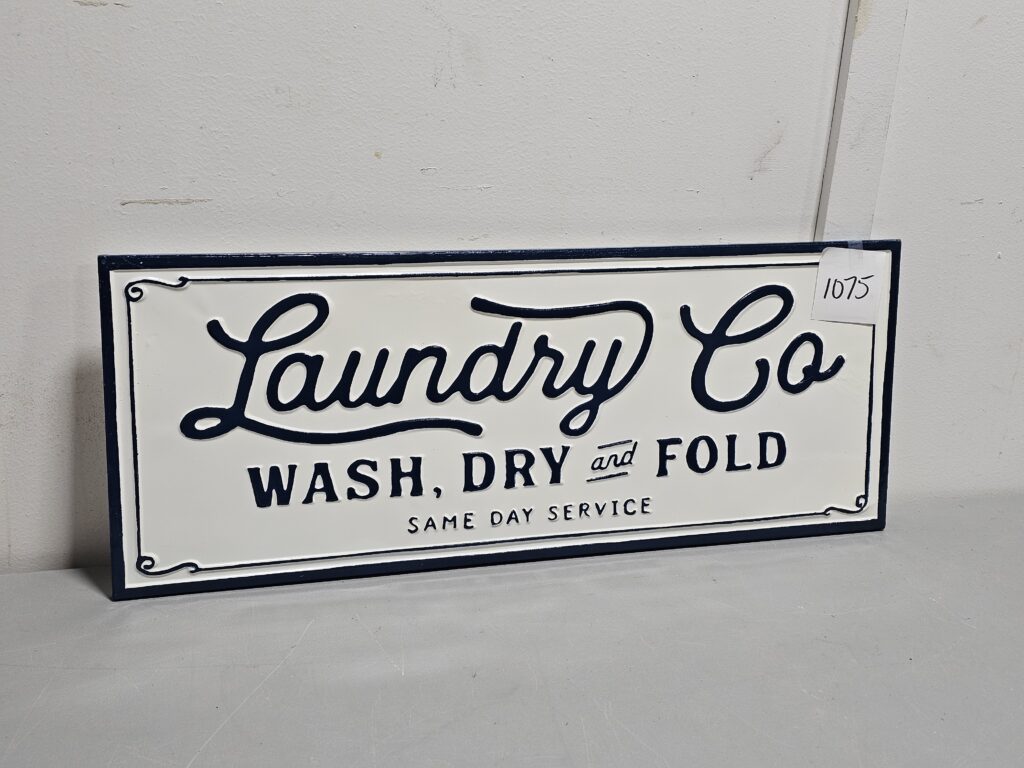 1075
Laundry Co
WASH, DRY and FOLD
SAME DAY SERVICE